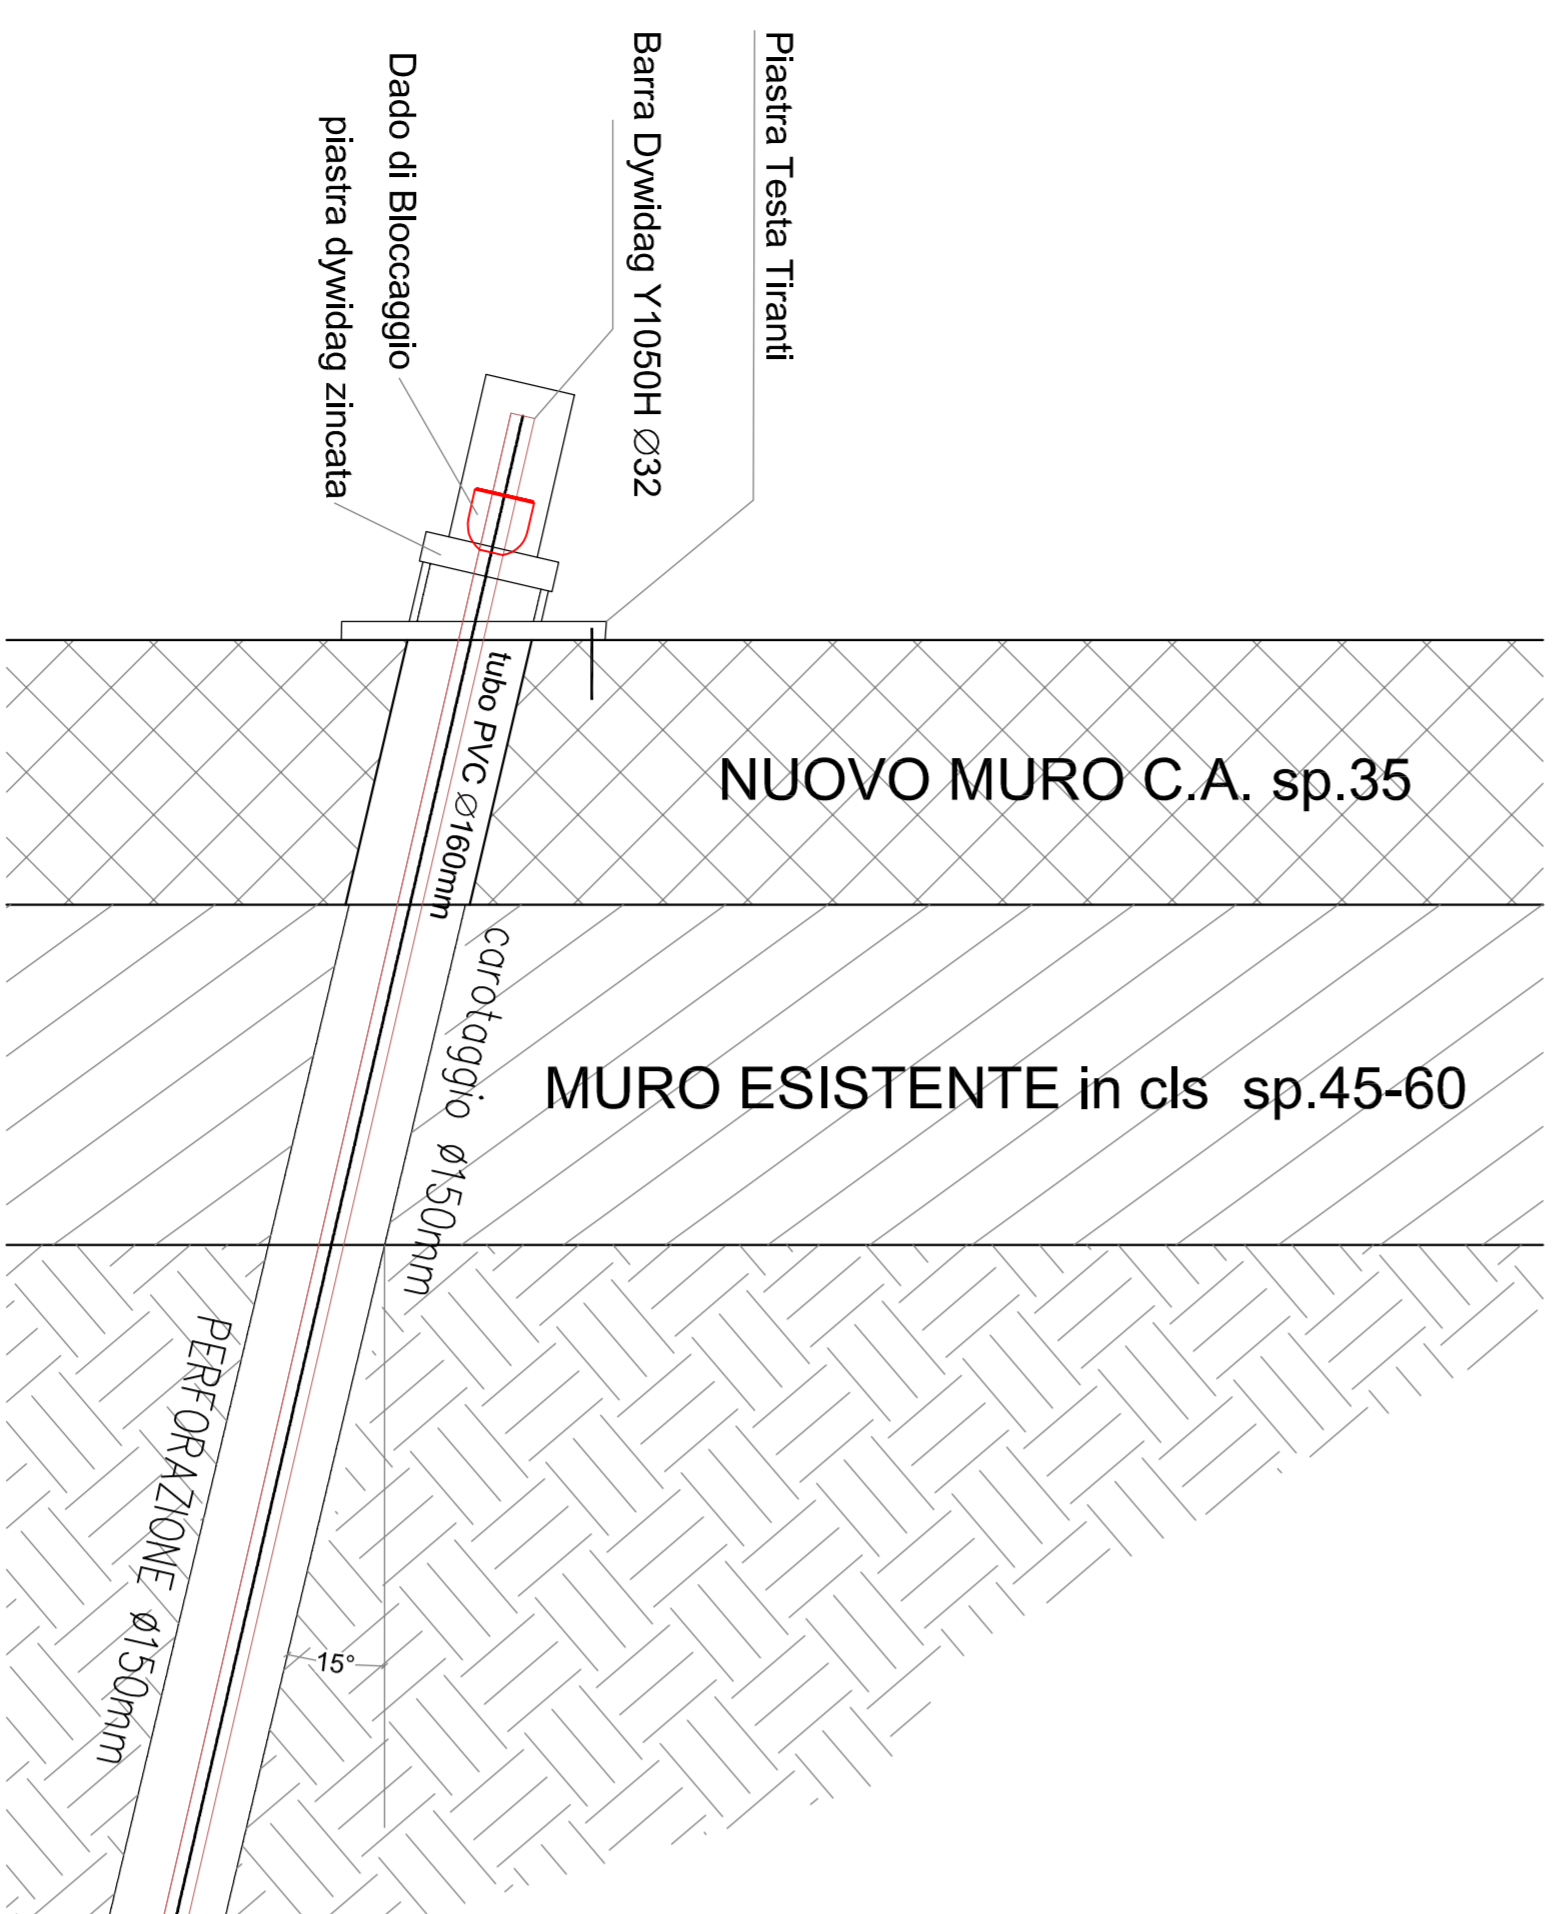 Piastra Testa Tiranti
Barra Dywidag Y1050H Ø32
Dado di Bloccaggio
piastra dywidag zincata
tubo PVC Ø160mm
NUOVO MURO C.A. sp.35
carotaggio ø150mm
MURO ESISTENTE in cls sp.45-60
PERFORAZIONE ø150mm
15°